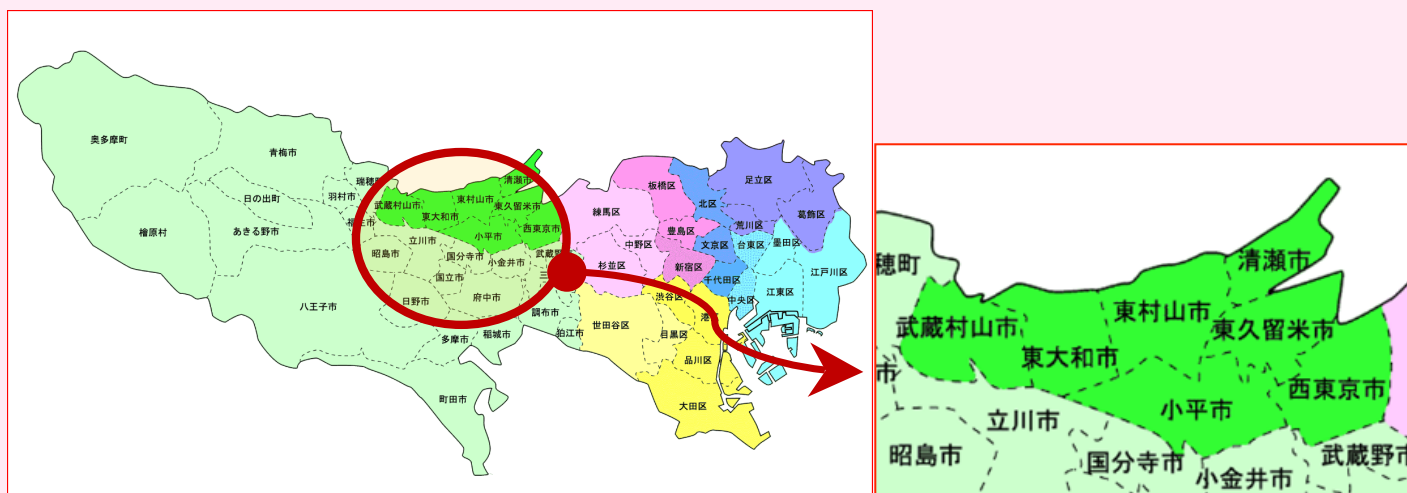 奥多摩町
青梅市
瑞穂町
日の出町
羽村市
福生市
檜原村
あきる野市
武蔵村山市
東大和市
東村山市
清瀬市
東久留米市
小平市
西東京市
昭島市
立川市
国分寺市
小金井市
武蔵野
三
国立市
日野市
府中市
八王子市
調布市
狛江市
多摩市
稲城市
町田市
練馬区
板橋区
北区
足立区
葛飾区
荒川区
豊島区
中野区
文京区
台東区
墨田区
江戸川区
杉並区
新宿区
千代田区
中央区
江東区
渋谷区
港
世田谷区
目黒区
品川区
大田区
穂町
清瀬市
東村山市
武蔵村山市
東久留米市
東大和市
市
西東京市
小平市
立川市
昭島市
国分寺市
小金井市
武蔵野市